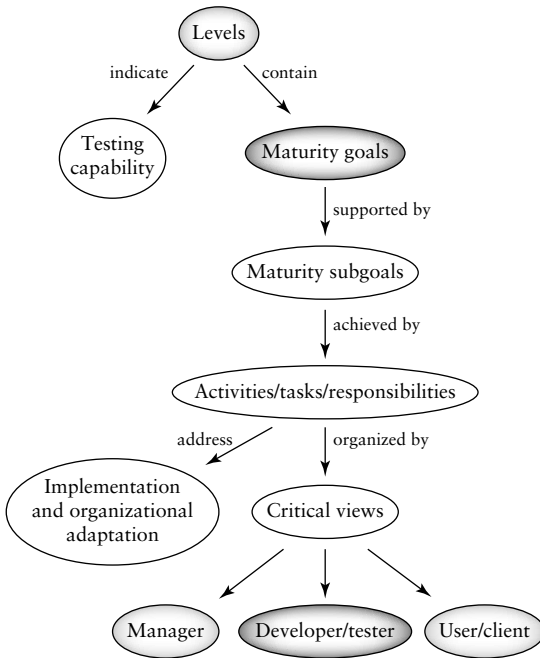 Levels
indicate
contain
Testing
capability
Maturity goals
supported by
Maturity subgoals
achieved by
Activities/tasks/responsibilities
address
organized by
Implementation
and organizational
adaptation
Critical views
Manager
Developer/tester
User/client